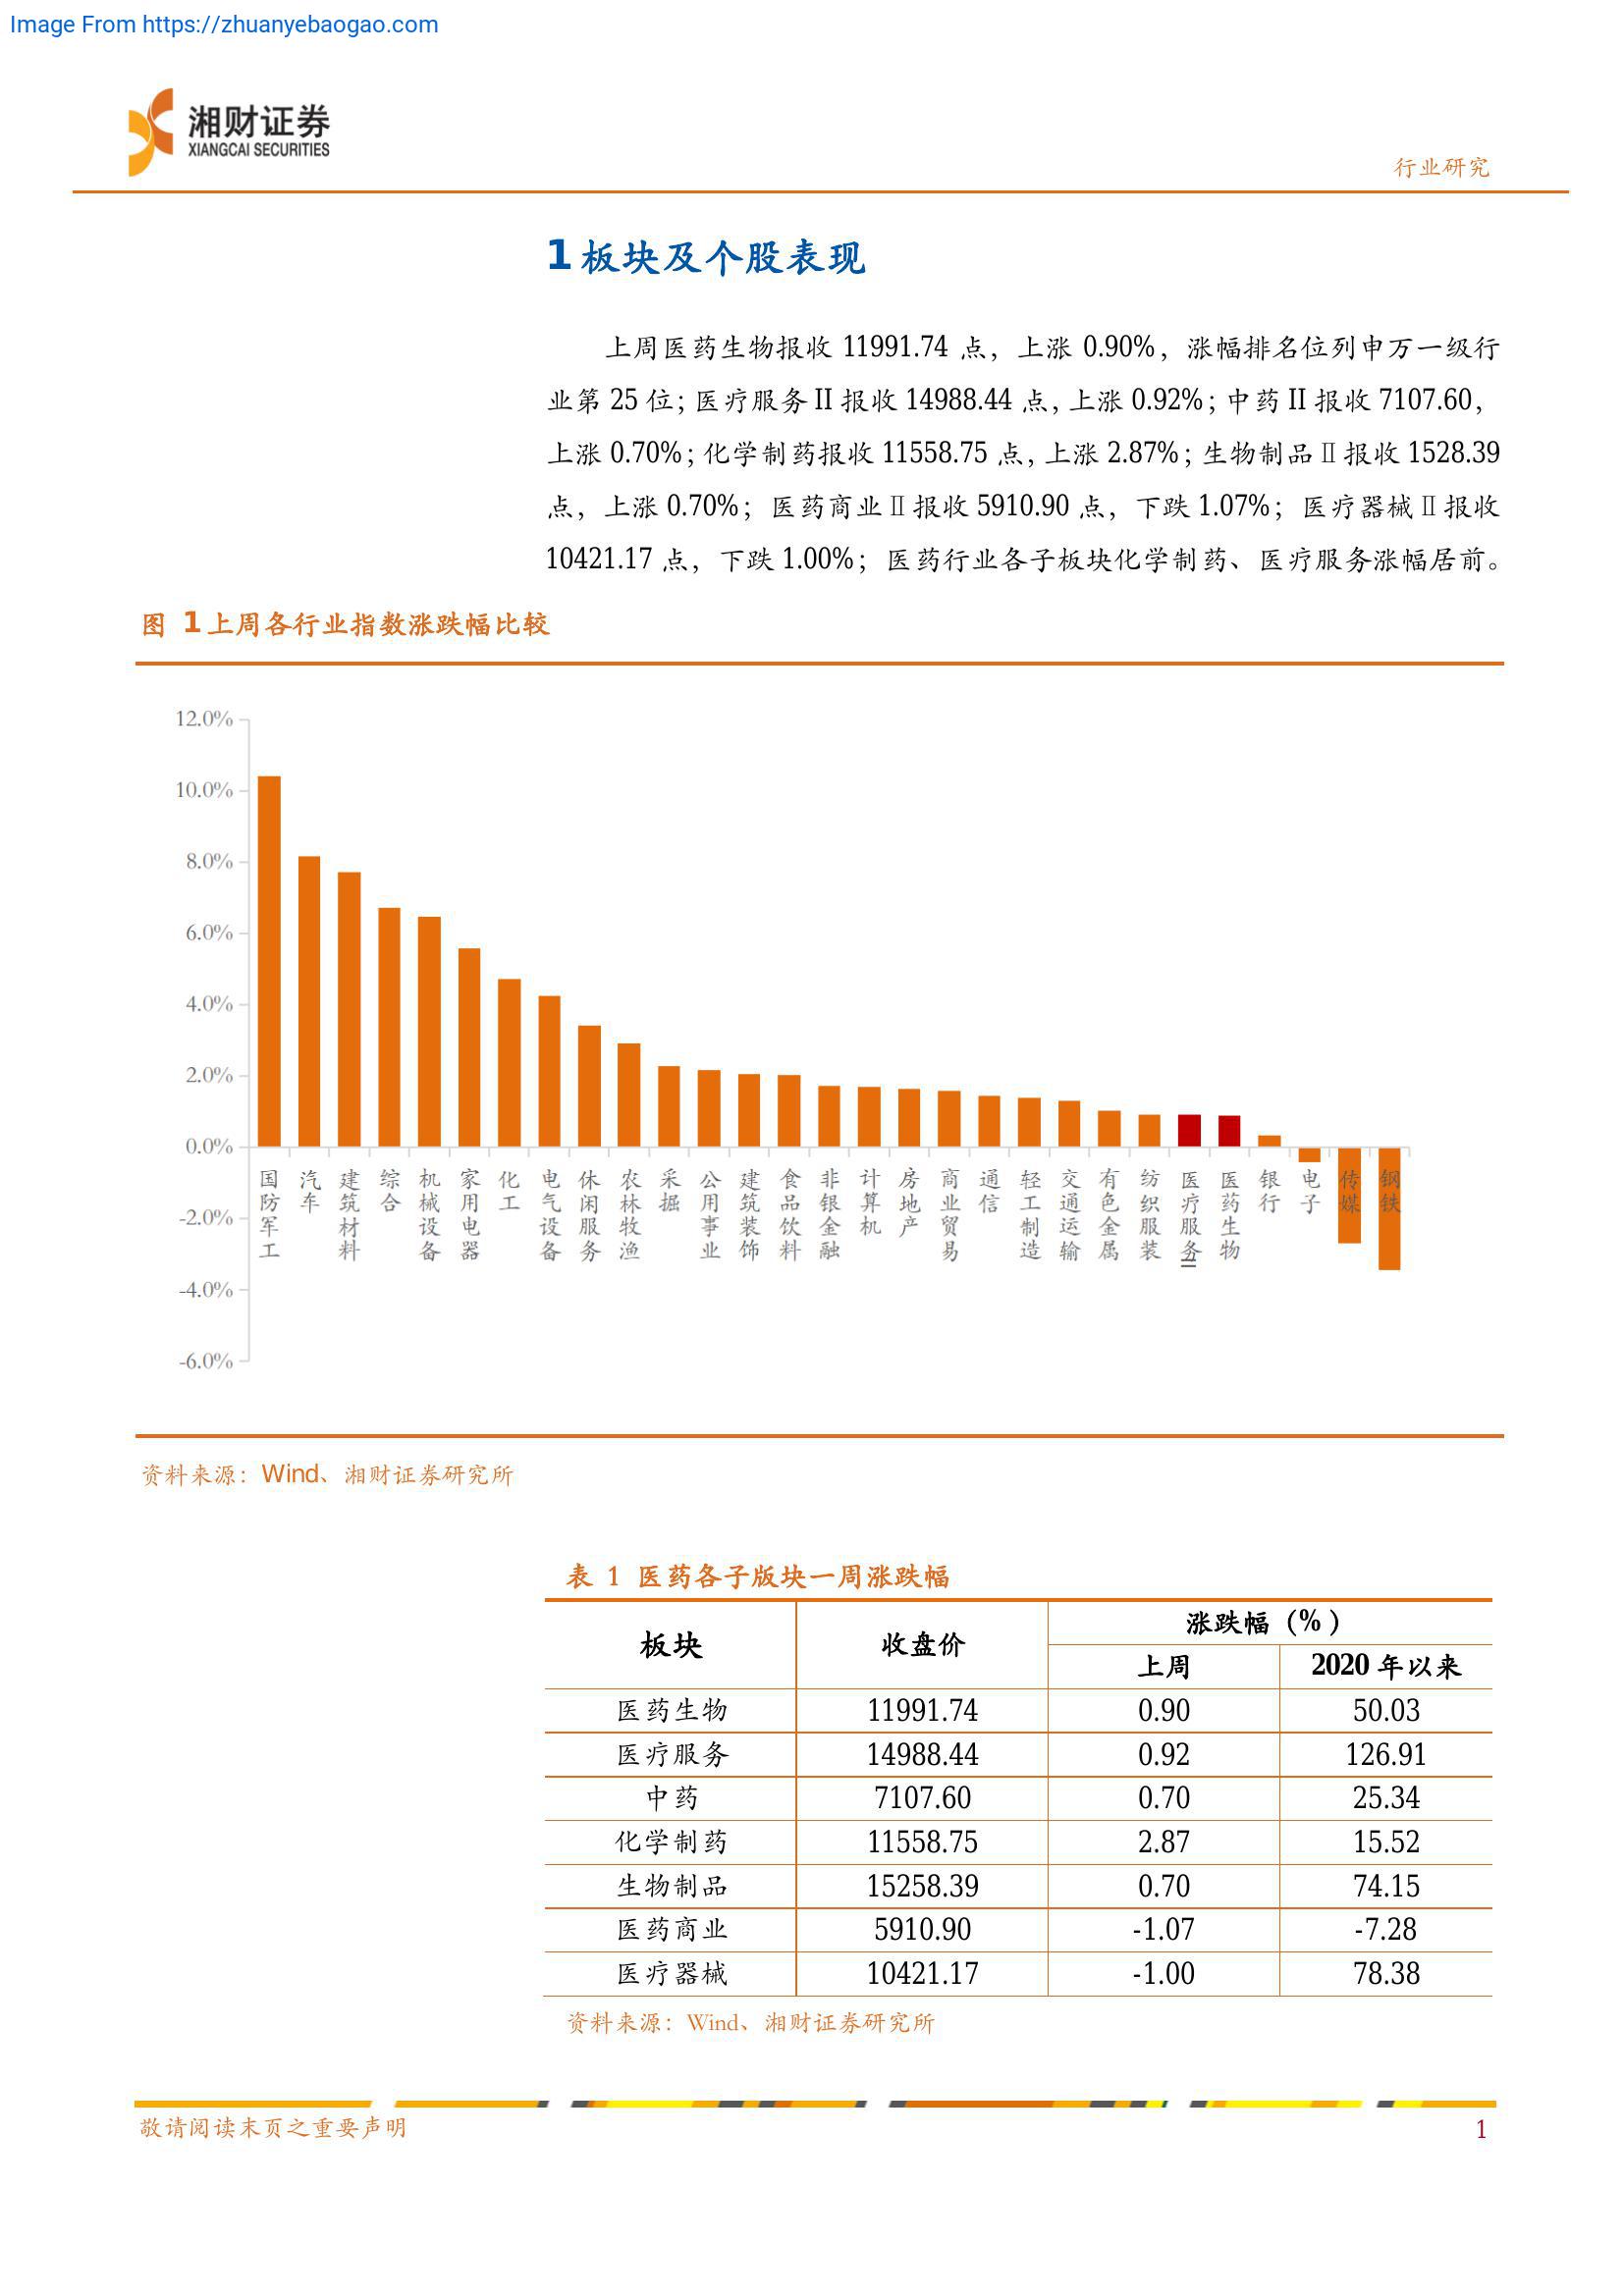 Image From https://zhuanyebaogao.com
湘财证券
XIANGCAI SECURITIES
行业研究
1 板块及个股表现
上周医药生物报收 11991.74 点，上涨 0.90%，涨幅排名位列申万一级行
业第 25 位；医疗服务 II 报收 14988.44 点，上涨 0.92%；中药 II 报收 7107.60，
上涨 0.70%；化学制药报收 11558.75 点，上涨 2.87%；生物制品Ⅱ报收 1528.39
点，上涨 0.70%；医药商业Ⅱ报收 5910.90 点，下跌 1.07%；医疗器械Ⅱ报收
10421.17 点，下跌 1.00%；医药行业各子板块化学制药、医疗服务涨幅居前。
图 1 上周各行业指数涨跌幅比较
12.0%
10.0%
8.0%
6.0%
4.0%
2.0%
0.0%
-2.0%
-4.0%
-6.0%
国防军工
汽车
建筑材料
综合
机械设备
家用电器
化工
电气设备
休闲服务
农林牧渔
采掘
公用事业
建筑装饰
食品饮料
非银金融
计算机
房地产
商业贸易
通信
轻工制造
交通运输
有色金属
纺织服装
医疗服务II
医药生物
银行
电子
传媒
钢铁
资料来源：Wind、湘财证券研究所
表 1 医药各子版块一周涨跌幅
板块 收盘价 涨跌幅（%）
上周 2020 年以来
医药生物 11991.74 0.90 50.03
医疗服务 14988.44 0.92 126.91
中药 7107.60 0.70 25.34
化学制药 11558.75 2.87 15.52
生物制品 15258.39 0.70 74.15
医药商业 5910.90 -1.07 -7.28
医疗器械 10421.17 -1.00 78.38
资料来源：Wind、湘财证券研究所
敬请阅读末页之重要声明
1